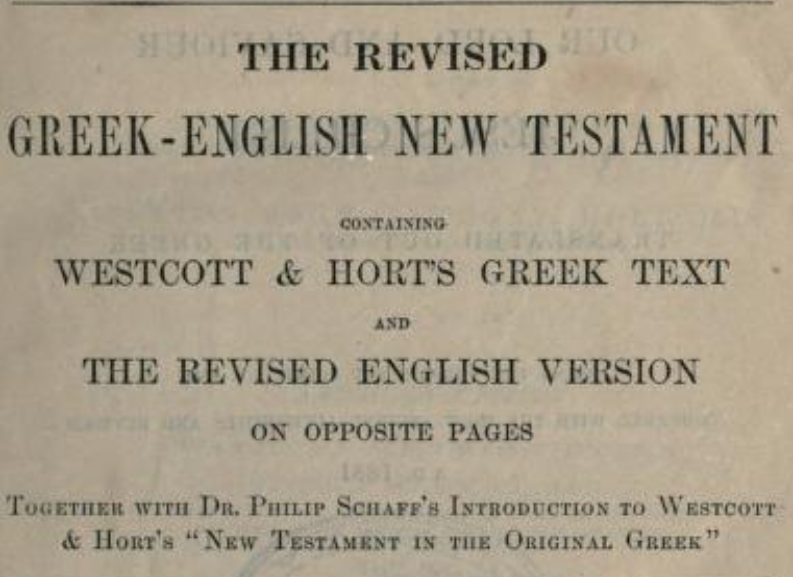 THE REVISED
GREEK-ENGLISH NEW TESTAMENT
CONTAINING
WESTCOTT & HORT'S GREEK TEXT
AND
THE REVISED ENGLISH VERSION
ON OPPOSITE PAGES
TOGETHER WITH DR. PHILIP SCHAFF'S INTRODUCTION TO WESTCOTT
& HORT'S "NEW TESTAMENT IN THE ORIGINAL GREEK"